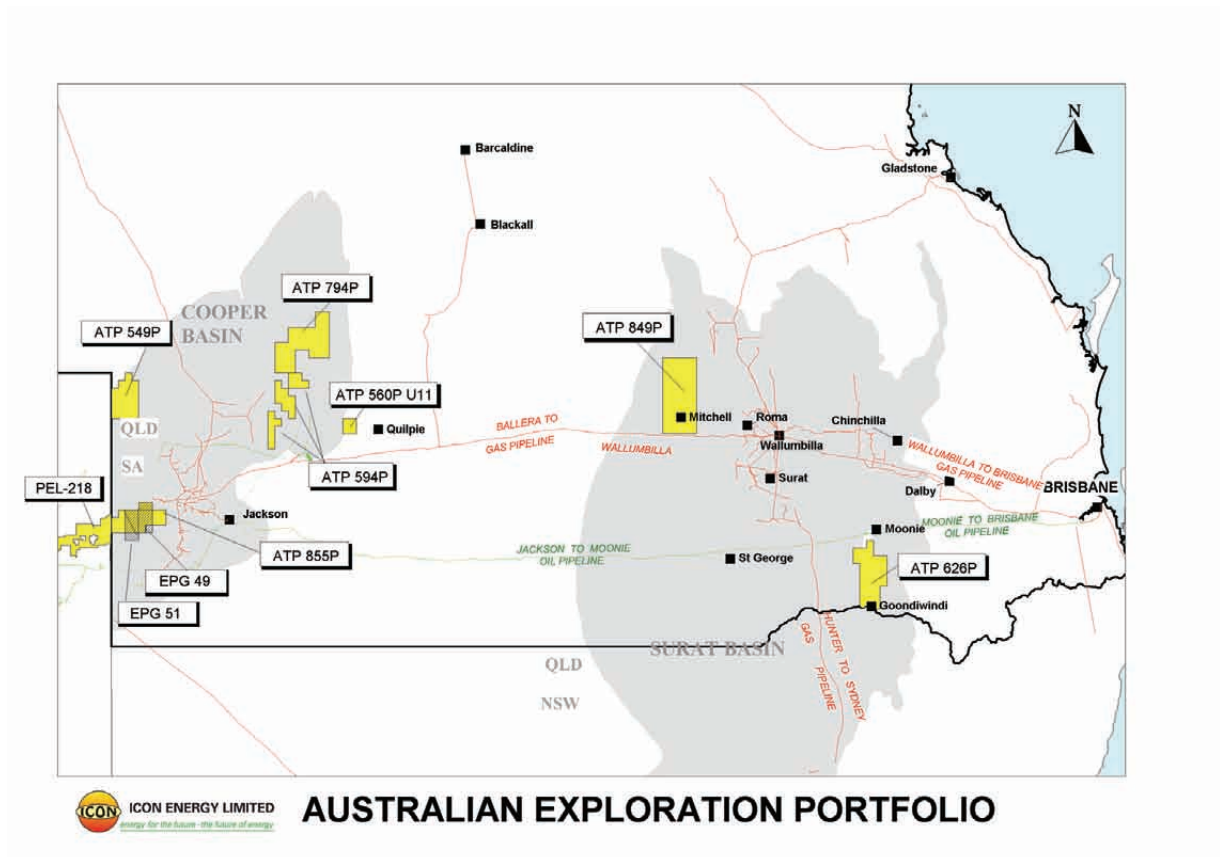 N
Barcaldine
Gladstone
Blackall
ATP 794P
COOPER
BASIN
ATP 549P
ATP 849P
ATP 560P U11
Mitchell
Roma
Chinchilla
QLD
Quilpie
BALLERA TO
GAS PIPELINE
WALLUMBILLA
Wallumbilla
WALLUMBILLA TO BRISBANE
GAS PIPELINE
SA
ATP 594P
Surat
Dalby
BRISBANE
PEL-218
Jackson
Moonie
MOONIE TO BRISBANE
OIL PIPELINE
ATP 855P
JACKSON TO MOONIE
OIL PIPELINE
St George
ATP 626P
EPG 49
EPG 51
Goondiwindi
SURAT BASIN
HUNTER TO SYDNEY
GAS PIPELINE
QLD
NSW
ICON
ICON ENERGY LIMITED
energy for the future - the future of energy
AUSTRALIAN EXPLORATION PORTFOLIO